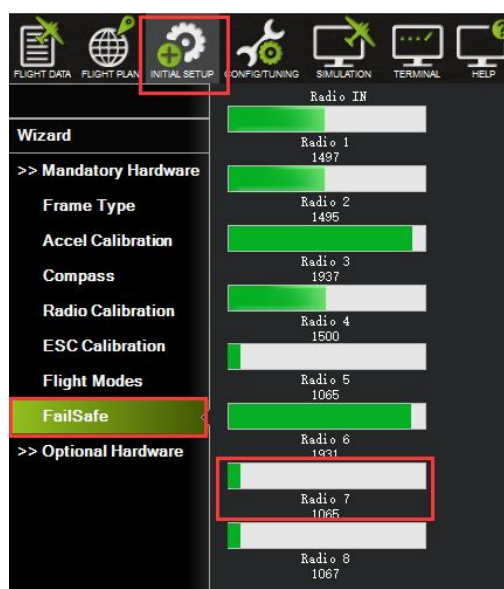 FLIGHT DATA FLIGHT PLAN INITIAL SETUP CONFIG/TUNING SIMULATION TERMINAL HELP
Wizard
>> Mandatory Hardware
Frame Type
Accel Calibration
Compass
Radio Calibration
ESC Calibration
Flight Modes
FailSafe
>> Optional Hardware
Radio IN
Radio 1
1497
Radio 2
1495
Radio 3
1937
Radio 4
1500
Radio 5
1065
Radio 6
1931
Radio 7
1065
Radio 8
1067